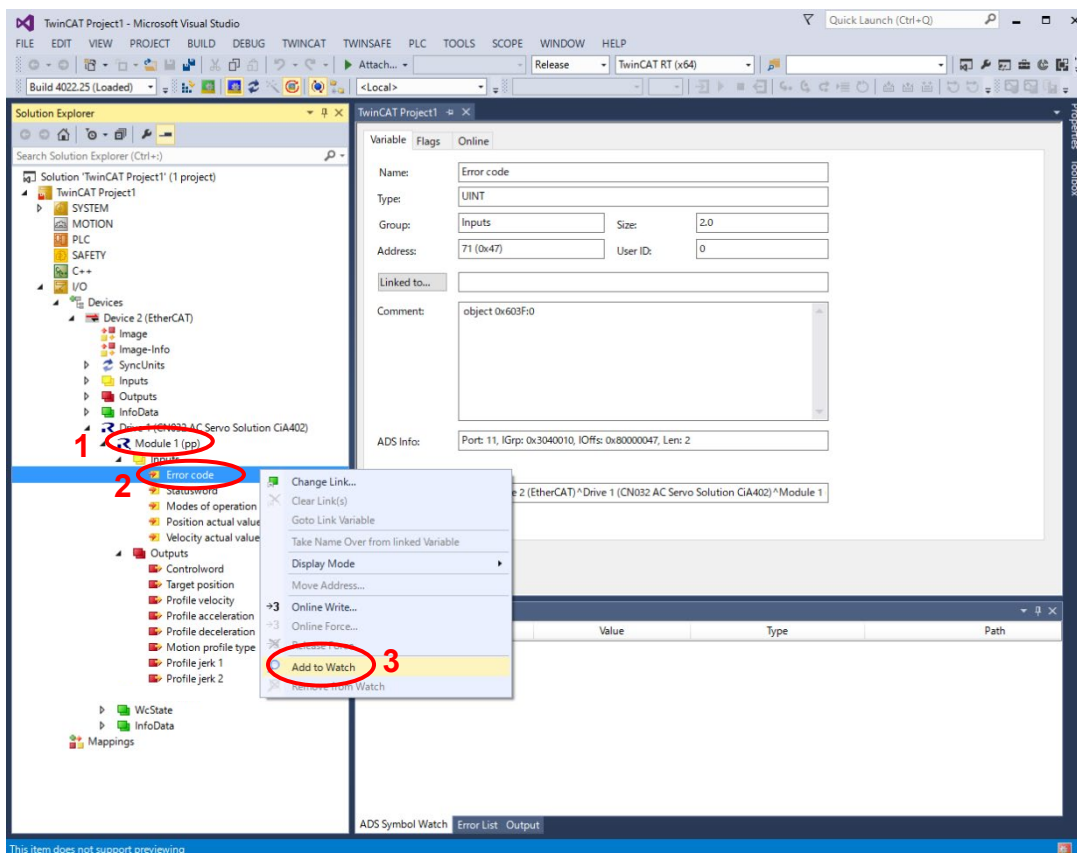 TwinCAT Project1 - Microsoft Visual Studio
Quick Launch (Ctrl+Q)
FILE EDIT VIEW PROJECT BUILD DEBUG TWINCAT TWINSAFE PLC TOOLS SCOPE WINDOW HELP
Attach... Release TwinCAT RT (x64)
Build 4022.25 (Loaded) <Local>
Solution Explorer
Search Solution Explorer (Ctrl+;)
Solution 'TwinCAT Project1' (1 project)
TwinCAT Project1
SYSTEM
MOTION
PLC
SAFETY
C++
I/O
Devices
Device 2 (EtherCAT)
Image
Image-Info
SyncUnits
Inputs
Outputs
InfoData
Drive 1 (CN032 AC Servo Solution CiA402)
1
Module 1 (pp)
Inputs
2
Error code
Statusword
Modes of operation
Position actual value
Velocity actual value
Outputs
Controlword
Target position
Profile velocity
Profile acceleration
Profile deceleration
Motion profile type
Profile jerk 1
Profile jerk 2
WcState
InfoData
Mappings
Change Link...
Clear Link(s)
Goto Link Variable
Take Name Over from linked Variable
Display Mode
Move Address...
Online Write...
Online Force...
Release Force
Add to Watch
3
Remove from Watch
TwinCAT Project1
Variable Flags Online
Name: Error code
Type: UINT
Group: Inputs Size: 2.0
Address: 71 (0x47) User ID: 0
Linked to...
Comment: object 0x603F:0
ADS Info: Port: 11, IGrp: 0x3040010, IOffs: 0x80000047, Len: 2
e 2 (EtherCAT)^Drive 1 (CN032 AC Servo Solution CiA402)^Module 1
Value Type Path
ADS Symbol Watch Error List Output
Properties
Toolbox
This item does not support previewing